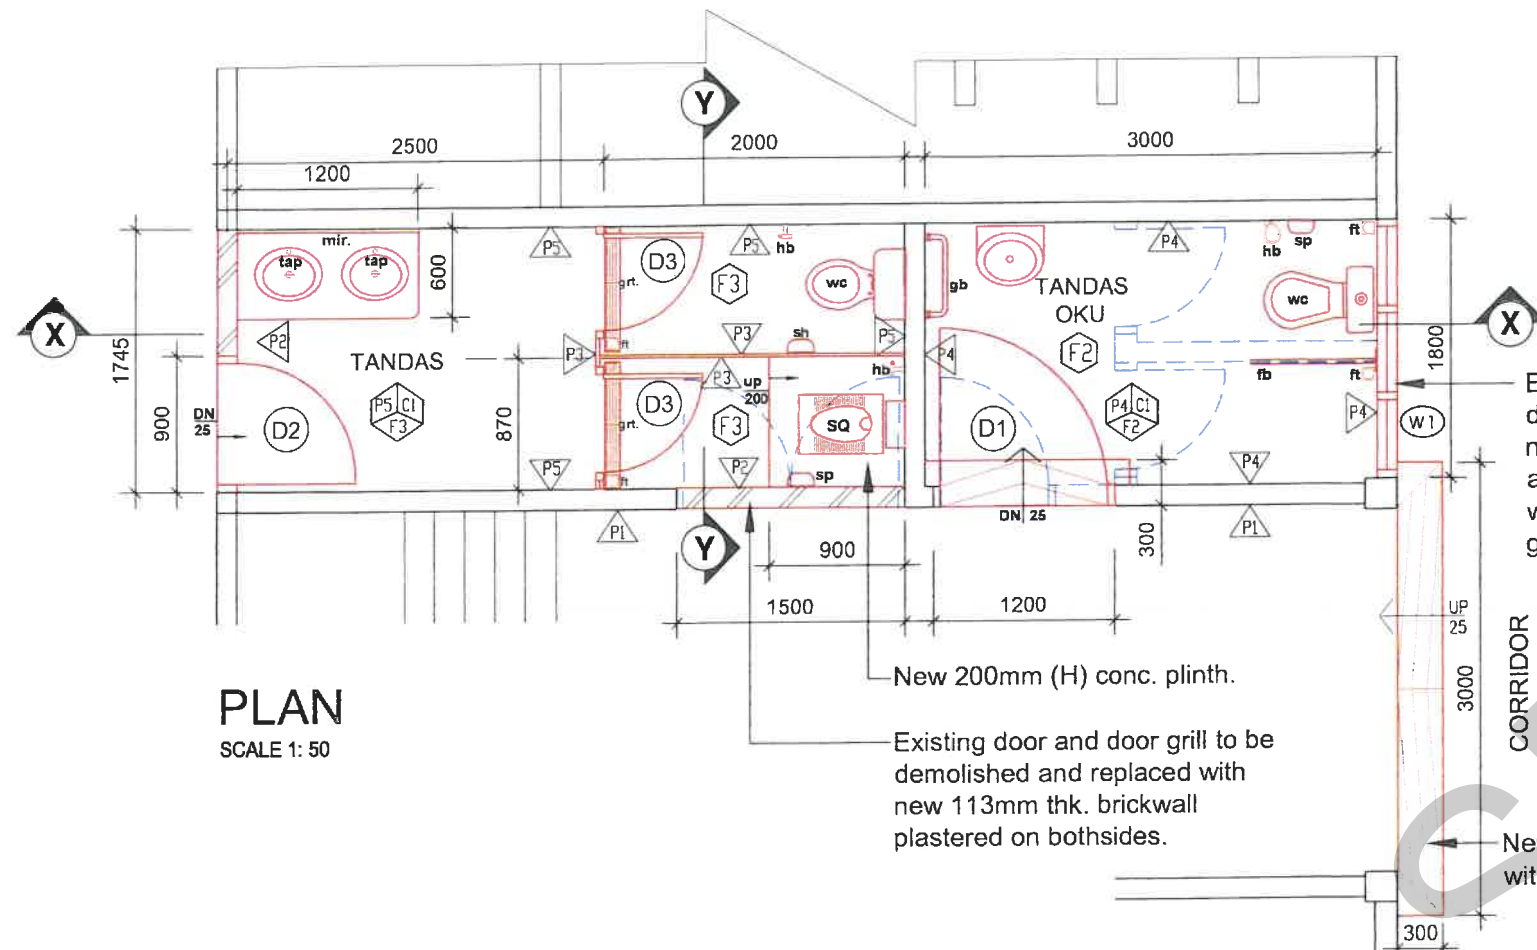 Y
2500
2000
3000
1200
mir.
tap
tap
600
P5
D3
P5
hb
grt.
F3
wc
gb
TANDAS
OKU
P4
hb
sp
ft
wc
X
X
1745
P2
P3
TANDAS
ft
P3
sh
P5
P4
F2
fb
ft
1800
hb
P3
up
200
900
DN
25
D2
P5
C1
F3
870
D3
grt.
F3
SQ
D1
P4
C1
F2
P4
W1
P5
ft
P2
sp
P4
P1
Y
DN
25
300
P1
900
1500
1200
UP
25
3000
CORRIDOR
New 200mm (H) conc. plinth.
PLAN
SCALE 1: 50
Existing door and door grill to be
demolished and replaced with
new 113mm thk. brickwall
plastered on bothsides.
300